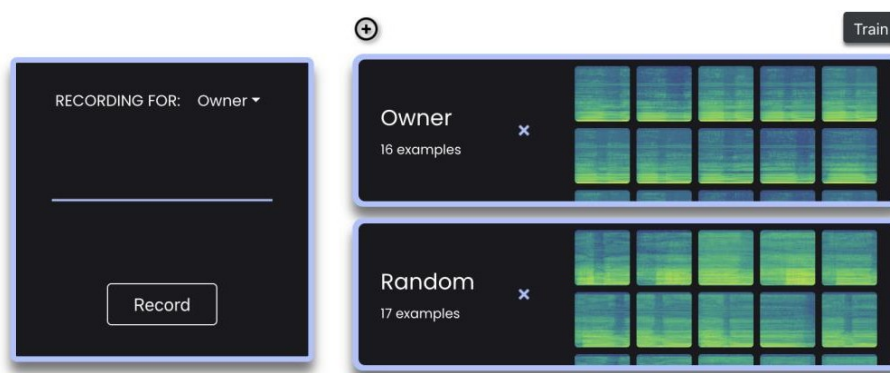 RECORDING FOR: Owner
Record
Train
Owner
16 examples
Random
17 examples